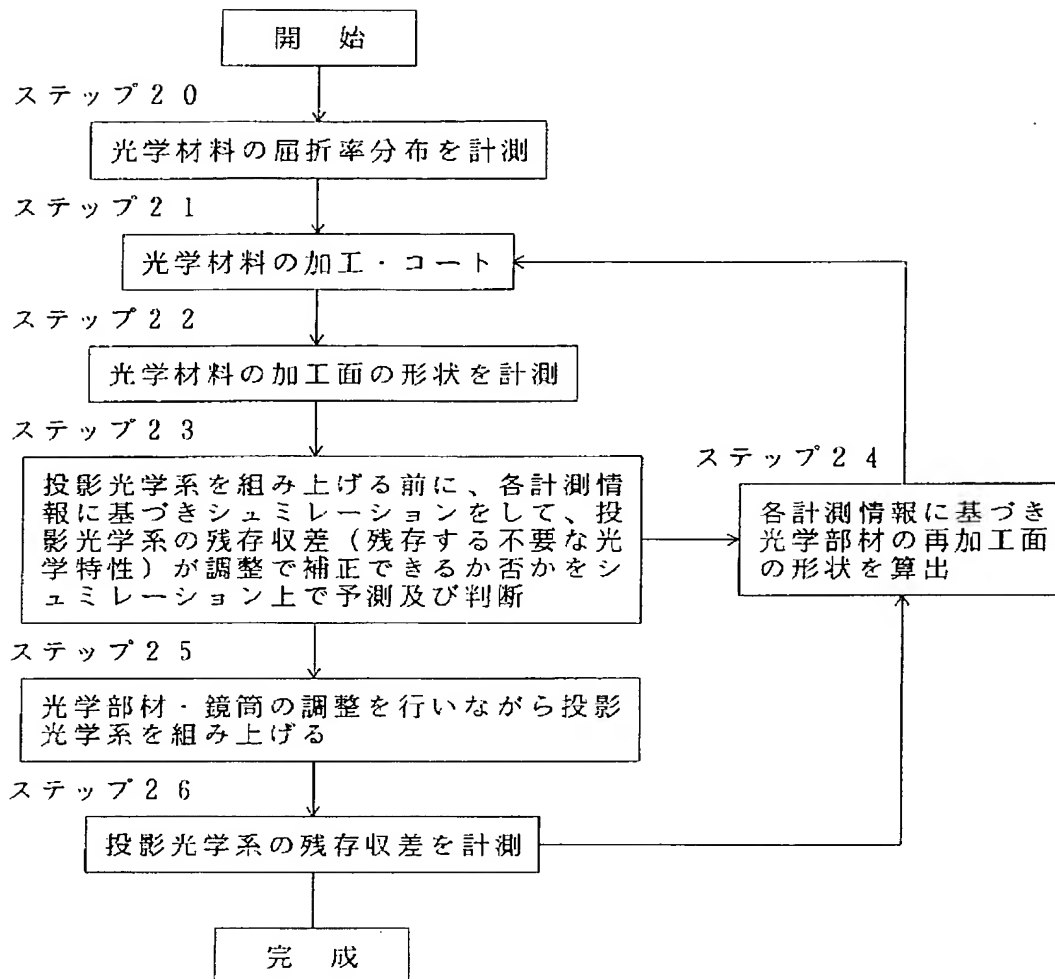 開 始
ステップ20
光学材料の屈折率分布を計測
ステップ21
光学材料の加工・コート
ステップ22
光学材料の加工面の形状を計測
ステップ23
投影光学系を組み上げる前に、各計測情
報に基づきシュミレーションをして、投
影光学系の残存収差（残存する不要な光
学特性）が調整で補正できるか否かをシ
ュミレーション上で予測及び判断
ステップ24
各計測情報に基づき
光学部材の再加工面
の形状を算出
ステップ25
光学部材・鏡筒の調整を行いながら投影
光学系を組み上げる
ステップ26
投影光学系の残存収差を計測
完 成